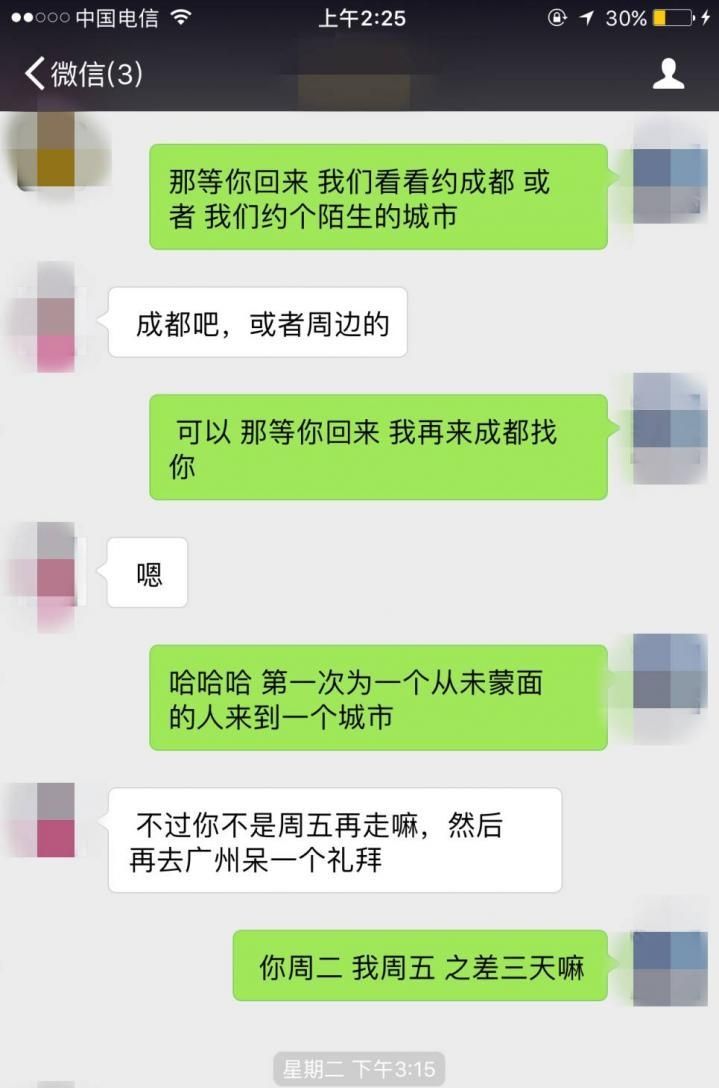 中国电信 上午2:25 30%
微信(3)
那等你回来 我们看看约成都 或
者 我们约个陌生的城市
成都吧，或者周边的
可以 那等你回来 我再来成都找
你
嗯
哈哈哈 第一次为一个从未蒙面
的人来到一个城市
不过你不是周五再走嘛，然后
再去广州呆一个礼拜
你周二 我周五 之差三天嘛
星期二 下午3:15